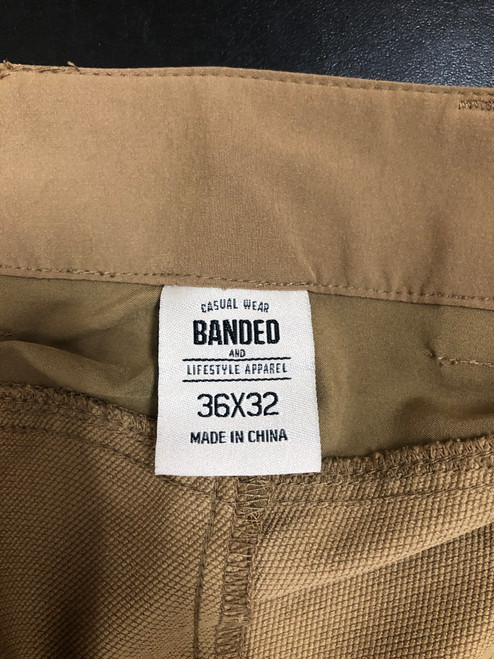 CASUAL WEAR
BANDED
AND
LIFESTYLE APPAREL
36X32
MADE IN CHINA